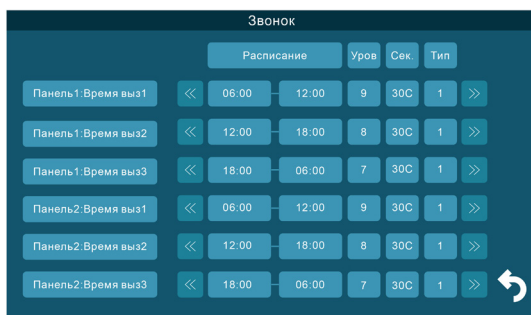 Звонок
Расписание Уров Сек. Тип
Панель1:Время выз1 << 06:00 – 12:00 9 30С 1 >>
Панель1:Время выз2 << 12:00 – 18:00 8 30С 1 >>
Панель1:Время выз3 << 18:00 – 06:00 7 30С 1 >>
Панель2:Время выз1 << 06:00 – 12:00 9 30С 1 >>
Панель2:Время выз2 << 12:00 – 18:00 8 30С 1 >>
Панель2:Время выз3 << 18:00 – 06:00 7 30С 1 >>